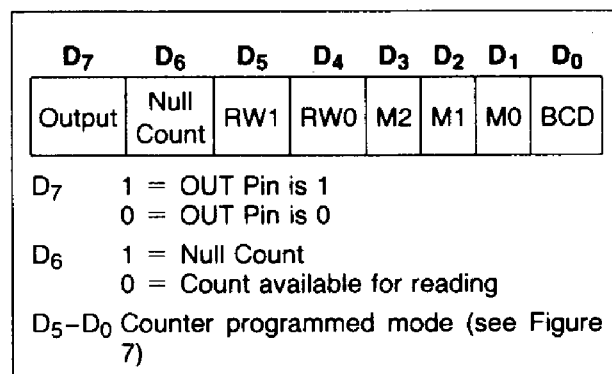 D7 D6 D5 D4 D3 D2 D1 D0
Output Null Count RW1 RW0 M2 M1 M0 BCD
D7 1 = OUT Pin is 1
0 = OUT Pin is 0
D6 1 = Null Count
0 = Count available for reading
D5–D0 Counter programmed mode (see Figure
7)